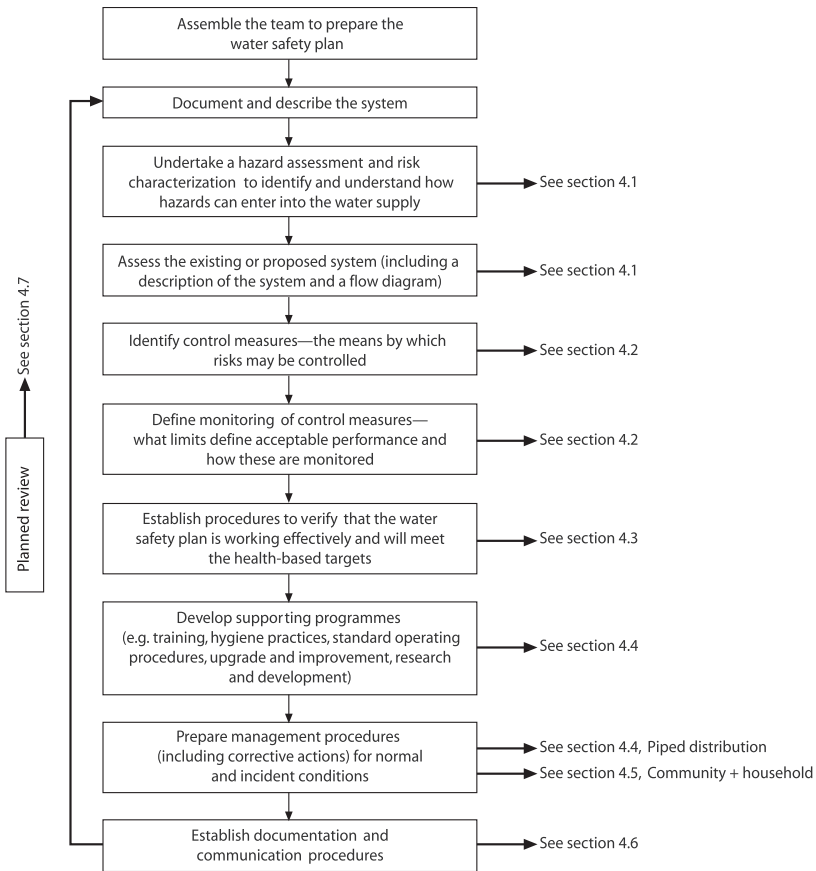 Assemble the team to prepare the
water safety plan
Document and describe the system
Undertake a hazard assessment and risk
characterization to identify and understand how
hazards can enter into the water supply
See section 4.1
Assess the existing or proposed system (including a
description of the system and a flow diagram)
See section 4.1
Identify control measures—the means by which
risks may be controlled
See section 4.2
Define monitoring of control measures—
what limits define acceptable performance and
how these are monitored
See section 4.2
Establish procedures to verify that the water
safety plan is working effectively and will meet
the health-based targets
See section 4.3
Develop supporting programmes
(e.g. training, hygiene practices, standard operating
procedures, upgrade and improvement, research
and development)
See section 4.4
Prepare management procedures
(including corrective actions) for normal
and incident conditions
See section 4.4, Piped distribution
See section 4.5, Community + household
Establish documentation and
communication procedures
See section 4.6
Planned review
See section 4.7